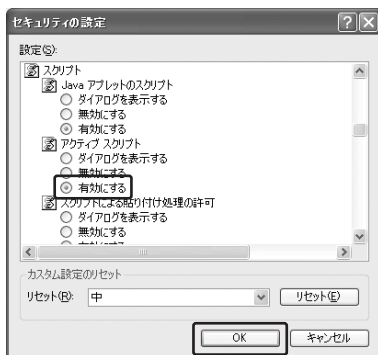 セキュリティの設定
設定(S):
スクリプト
Java アプレットのスクリプト
ダイアログを表示する
無効にする
有効にする
アクティブ スクリプト
ダイアログを表示する
無効にする
有効にする
スクリプトによる貼り付け処理の許可
ダイアログを表示する
無効にする
カスタム設定のリセット
リセット(R): 中 リセット(E)
OK キャンセル